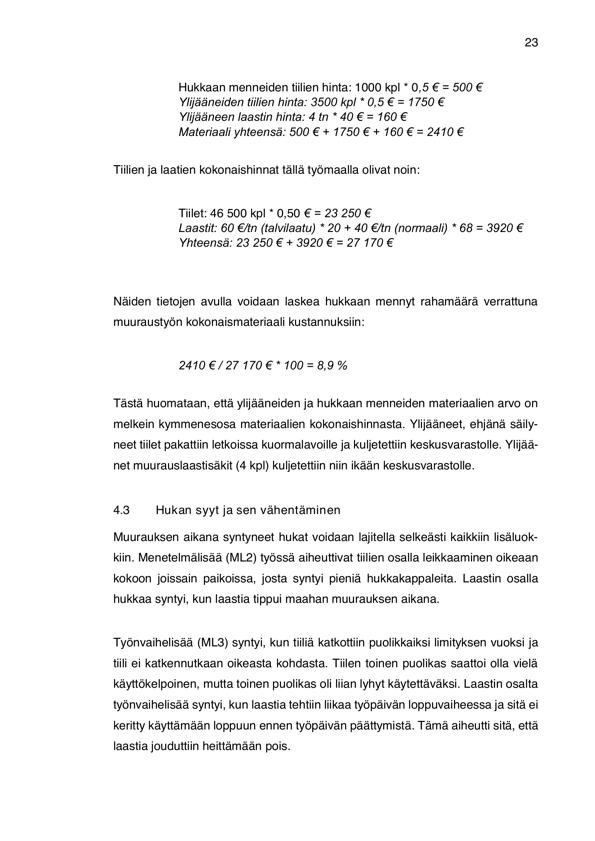 23
Hukkaan menneiden tiilien hinta: 1000 kpl * 0,5 € = 500 €
Ylijääneiden tiilien hinta: 3500 kpl * 0,5 € = 1750 €
Ylijääneen laastin hinta: 4 tn * 40 € = 160 €
Materiaali yhteensä: 500 € + 1750 € + 160 € = 2410 €
Tiilien ja laatien kokonaishinnat tällä työmaalla olivat noin:
Tiilet: 46 500 kpl * 0,50 € = 23 250 €
Laastit: 60 €/tn (talvilaatu) * 20 + 40 €/tn (normaali) * 68 = 3920 €
Yhteensä: 23 250 € + 3920 € = 27 170 €
Näiden tietojen avulla voidaan laskea hukkaan mennyt rahamäärä verrattuna
muuraustyön kokonaismateriaali kustannuksiin:
2410 € / 27 170 € * 100 = 8,9 %
Tästä huomataan, että ylijääneiden ja hukkaan menneiden materiaalien arvo on
melkein kymmenesosa materiaalien kokonaishinnasta. Ylijääneet, ehjänä säily-
neet tiilet pakattiin letkoissa kuormalavoille ja kuljetettiin keskusvarastolle. Ylijää-
net muurauslaastisäkit (4 kpl) kuljetettiin niin ikään keskusvarastolle.
4.3 Hukan syyt ja sen vähentäminen
Muurauksen aikana syntyneet hukat voidaan lajitella selkeästi kaikkiin lisäluok-
kiin. Menetelmälisää (ML2) työssä aiheuttivat tiilien osalla leikkaaminen oikeaan
kokoon joissain paikoissa, josta syntyi pieniä hukkakappaleita. Laastin osalla
hukkaa syntyi, kun laastia tippui maahan muurauksen aikana.
Työnvaihelisää (ML3) syntyi, kun tiiliä katkottiin puolikkaiksi limityksen vuoksi ja
tiili ei katkennutkaan oikeasta kohdasta. Tiilen toinen puolikas saattoi olla vielä
käyttökelpoinen, mutta toinen puolikas oli liian lyhyt käytettäväksi. Laastin osalta
työnvaihelisää syntyi, kun laastia tehtiin liikaa työpäivän loppuvaiheessa ja sitä ei
keritty käyttämään loppuun ennen työpäivän päättymistä. Tämä aiheutti sitä, että
laastia jouduttiin heittämään pois.